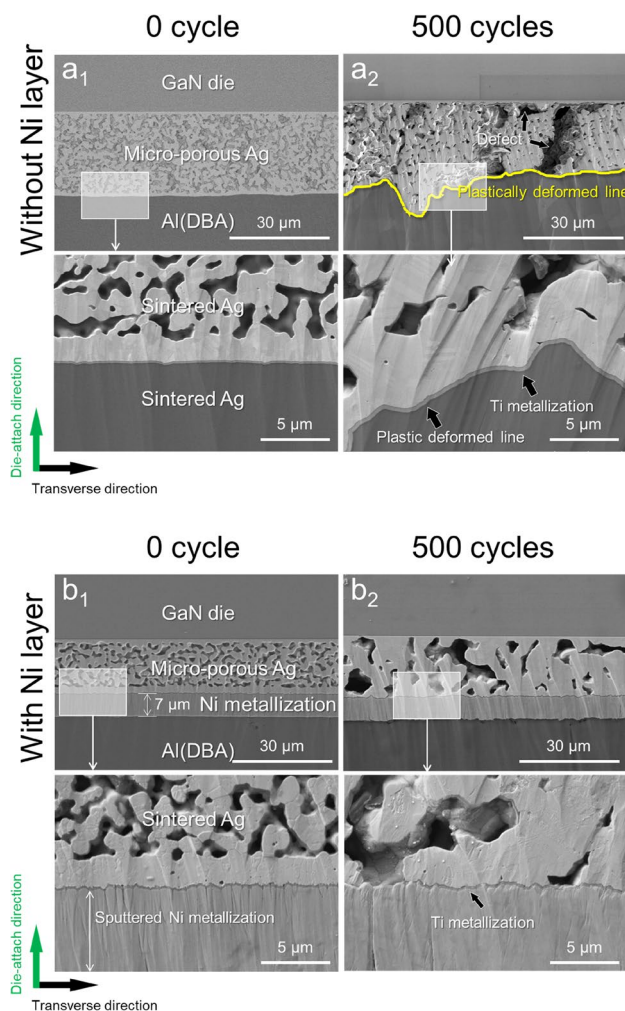 0 cycle
500 cycles
Without Ni layer
a1
GaN die
Micro-porous Ag
Al(DBA)
30 μm
a2
Defect
Plastically deformed line
30 μm
Sintered Ag
Sintered Ag
5 μm
Ti metallization
Plastic deformed line
5 μm
Die-attach direction
Transverse direction
0 cycle
500 cycles
With Ni layer
b1
GaN die
Micro-porous Ag
7 μm
Ni metallization
Al(DBA)
30 μm
b2
30 μm
Sintered Ag
Sputtered Ni metallization
5 μm
Ti metallization
5 μm
Die-attach direction
Transverse direction